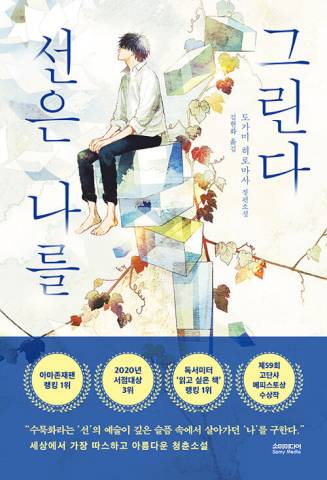 선은 나를
그린다
도가미 히로마사 장편소설
김현화 옮김
아마존재팬
랭킹 1위
2020년
서점대상
3위
독서미터
'읽고 싶은 책'
랭킹 1위
제59회
고단샤
메피스토상
수상작
"수묵화라는 '선'의 예술이 깊은 슬픔 속에서 살아가던 '나'를 구한다."
세상에서 가장 따스하고 아름다운 청춘소설
소미미디어
Somy Media